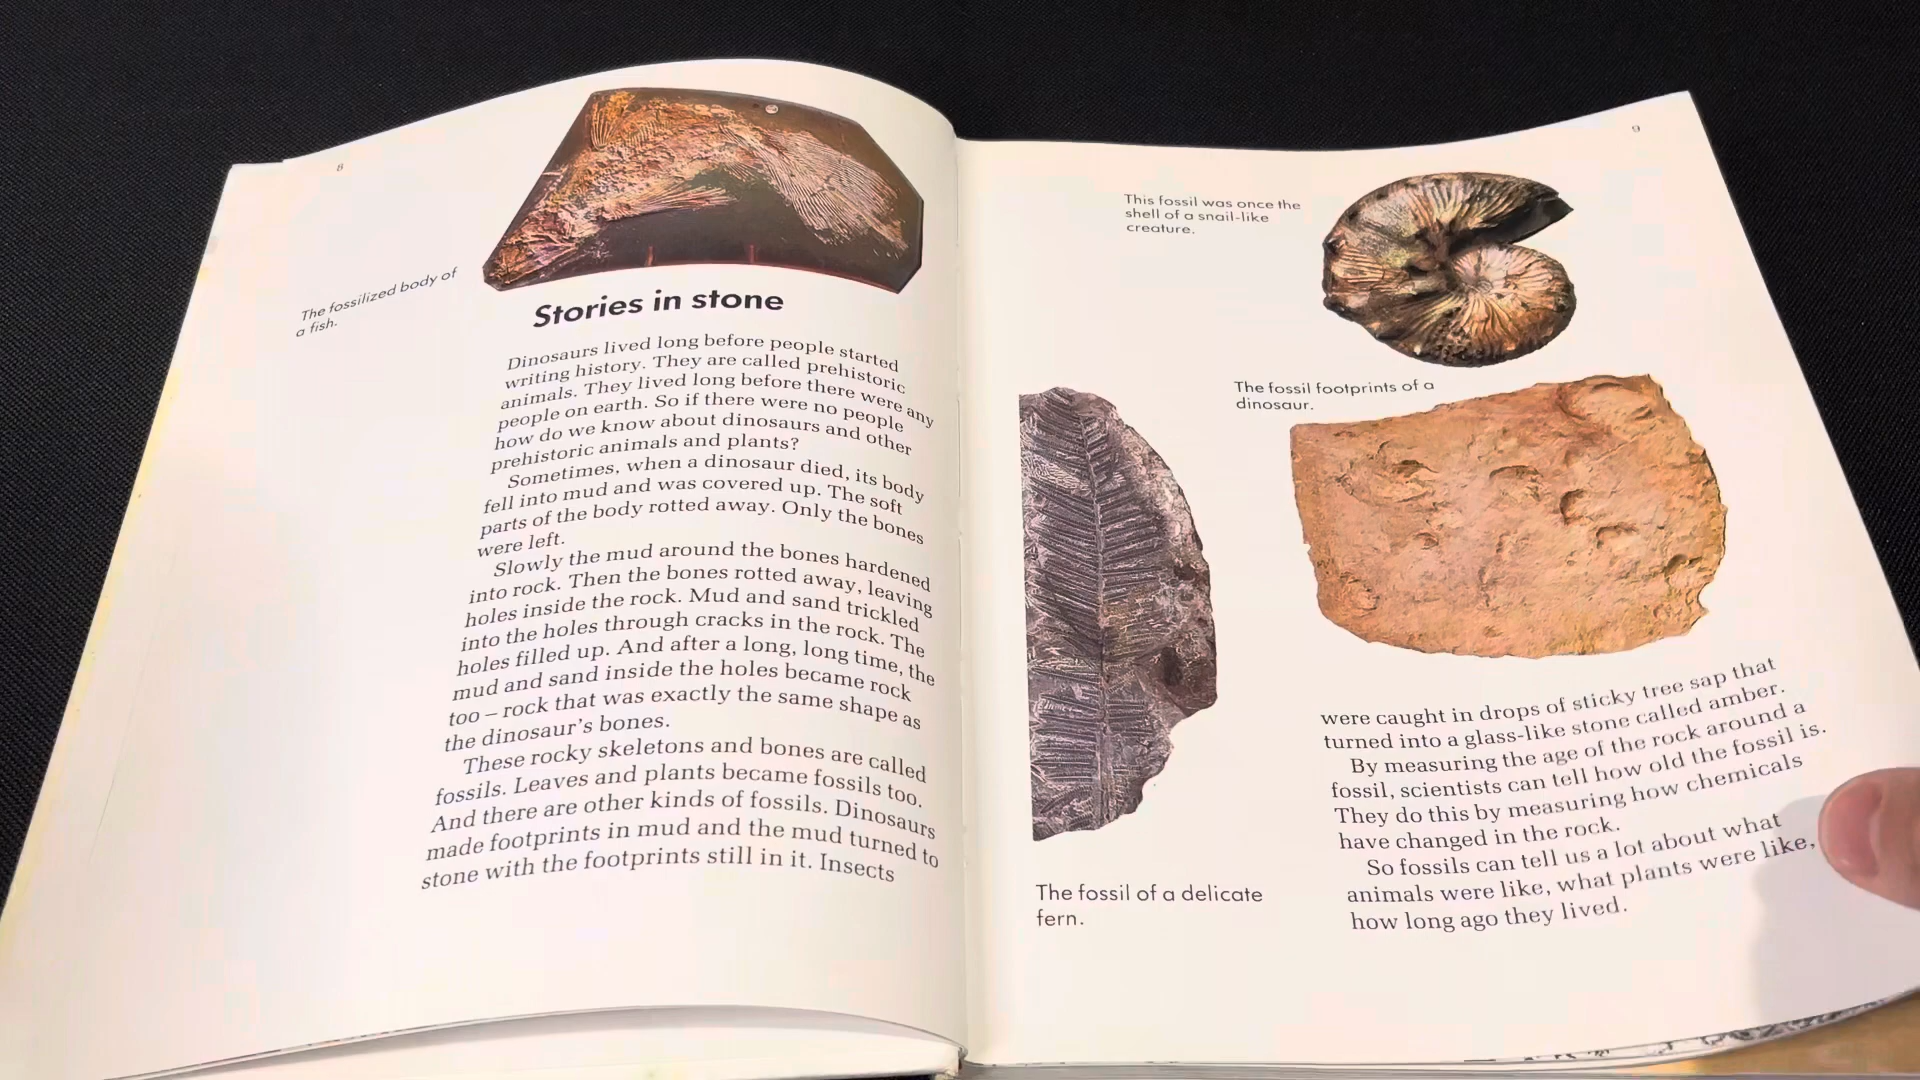 8
The fossilized body of
a fish.
Stories in stone
Dinosaurs lived long before people started
writing history. They are called prehistoric
animals. They lived long before there were any
people on earth. So if there were no people
how do we know about dinosaurs and other
prehistoric animals and plants?
Sometimes, when a dinosaur died, its body
fell into mud and was covered up. The soft
parts of the body rotted away. Only the bones
were left.
Slowly the mud around the bones hardened
into rock. Then the bones rotted away, leaving
holes inside the rock. Mud and sand trickled
into the holes through cracks in the rock. The
holes filled up. And after a long, long time, the
mud and sand inside the holes became rock
too – rock that was exactly the same shape as
the dinosaur's bones.
These rocky skeletons and bones are called
fossils. Leaves and plants became fossils too.
And there are other kinds of fossils. Dinosaurs
made footprints in mud and the mud turned to
stone with the footprints still in it. Insects
9
This fossil was once the
shell of a snail-like
creature.
The fossil footprints of a
dinosaur.
The fossil of a delicate
fern.
were caught in drops of sticky tree sap that
turned into a glass-like stone called amber.
By measuring the age of the rock around a
fossil, scientists can tell how old the fossil is.
They do this by measuring how chemicals
have changed in the rock.
So fossils can tell us a lot about what
animals were like, what plants were like,
how long ago they lived.